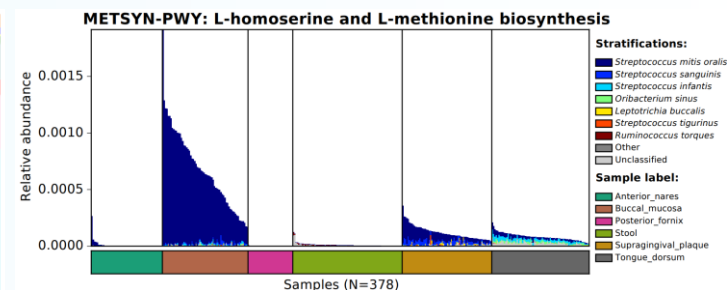 METSYN-PWY: L-homoserine and L-methionine biosynthesis
Relative abundance
0.0015
0.0010
0.0005
0.0000
Samples (N=378)
Stratifications:
Streptococcus mitis oralis
Streptococcus sanguinis
Streptococcus infantis
Oribacterium sinus
Leptotrichia buccalis
Streptococcus tigurinus
Ruminococcus torques
Other
Unclassified
Sample label:
Anterior_nares
Buccal_mucosa
Posterior_fornix
Stool
Supragingival_plaque
Tongue_dorsum